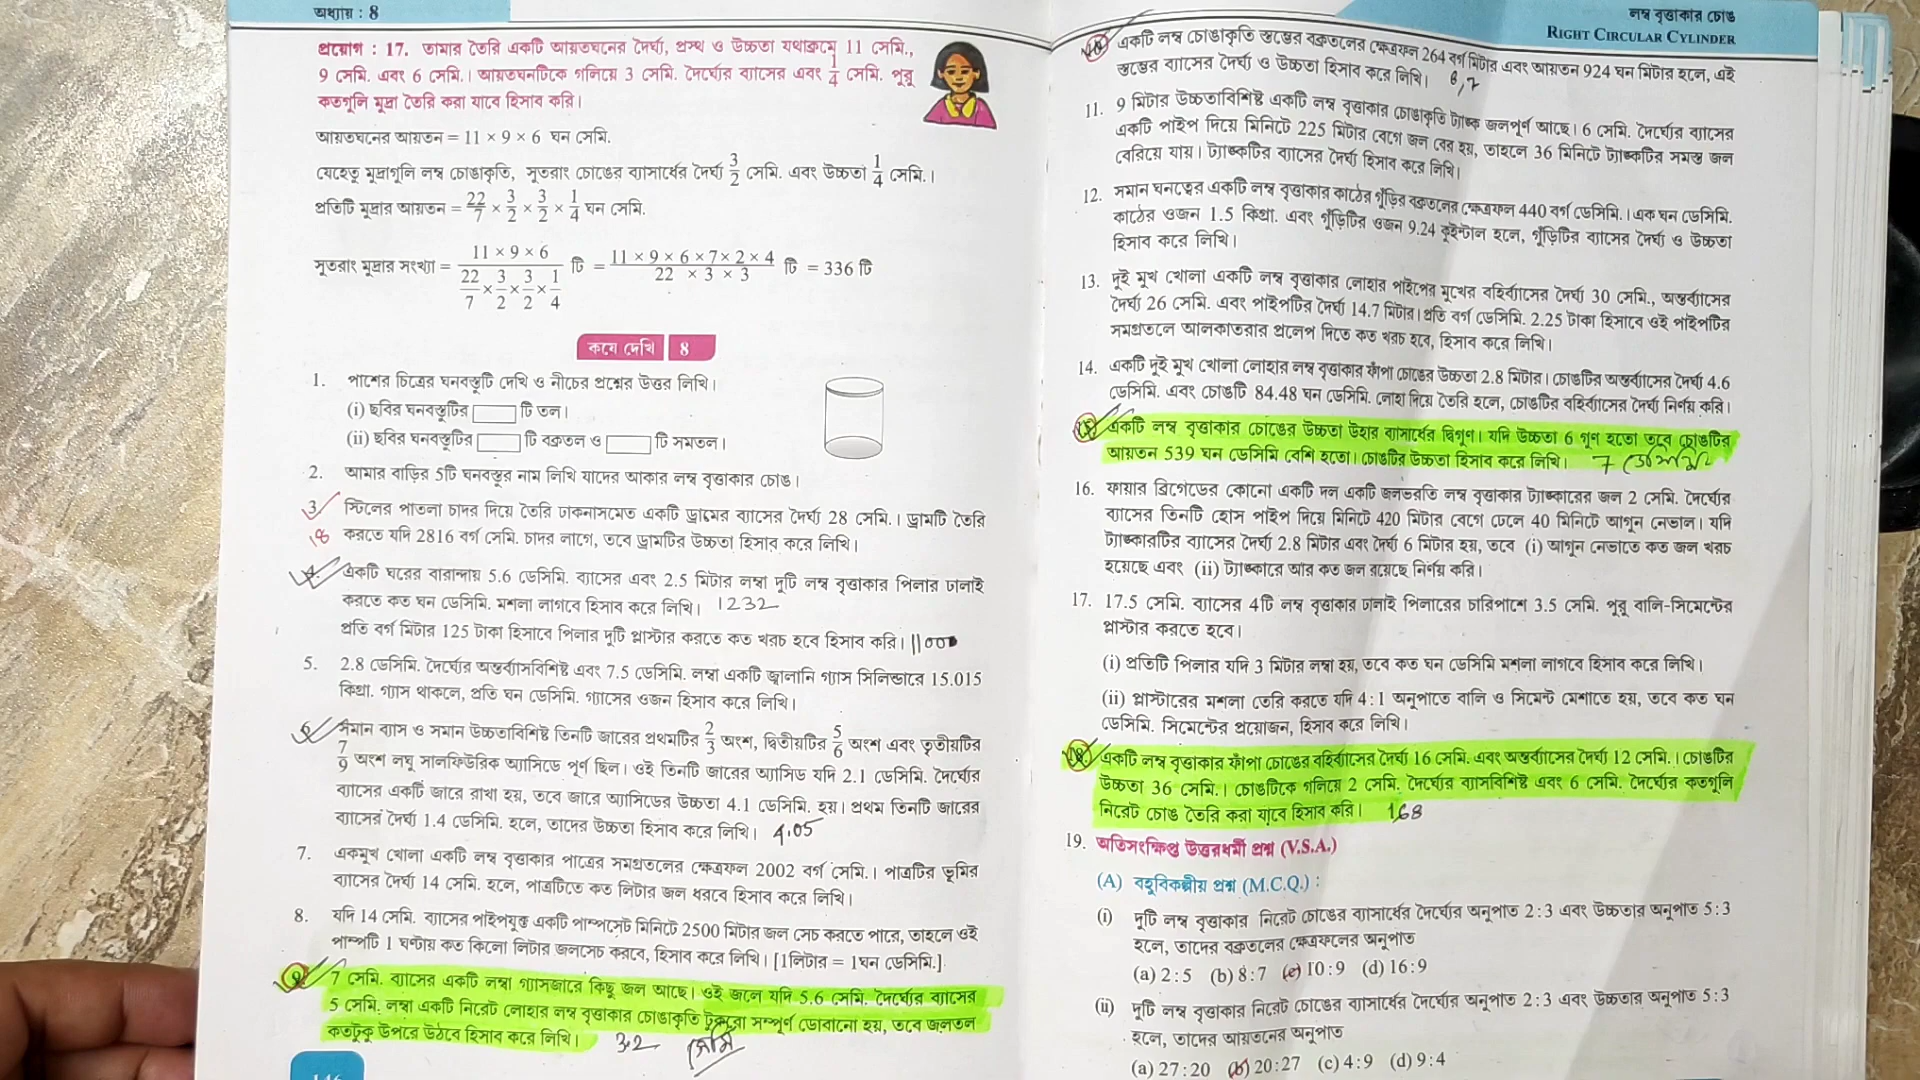 অধ্যায় : 8
প্রয়োগ : 17. তামার তৈরি একটি আয়তঘনের দৈর্ঘ্য, প্রস্থ ও উচ্চতা যথাক্রমে 11 সেমি.,
9 সেমি. এবং 6 সেমি.। আয়তঘনটিকে গলিয়ে 3 সেমি. দৈর্ঘ্যের ব্যাসের এবং 1/4 সেমি. পুরু
কতগুলি মুদ্রা তৈরি করা যাবে হিসাব করি।
আয়তঘনের আয়তন = 11 × 9 × 6 ঘন সেমি.
যেহেতু মুদ্রাগুলি লম্ব চোঙাকৃতি, সুতরাং চোঙের ব্যাসার্ধের দৈর্ঘ্য 3/2 সেমি. এবং উচ্চতা 1/4 সেমি.।
প্রতিটি মুদ্রার আয়তন = 22/7 × 3/2 × 3/2 × 1/4 ঘন সেমি.
সুতরাং মুদ্রার সংখ্যা = (11 × 9 × 6)/(22/7 × 3/2 × 3/2 × 1/4) টি = (11 × 9 × 6 × 7 × 2 × 4)/(22 × 3 × 3) টি = 336 টি
কষে দেখি 8
1. পাশের চিত্রের ঘনবস্তুটি দেখি ও নীচের প্রশ্নের উত্তর লিখি।
(i) ছবির ঘনবস্তুটির টি তল।
(ii) ছবির ঘনবস্তুটির টি বক্রতল ও টি সমতল।
2. আমার বাড়ির 5টি ঘনবস্তুর নাম লিখি যাদের আকার লম্ব বৃত্তাকার চোঙ।
3. স্টিলের পাতলা চাদর দিয়ে তৈরি ঢাকনাসমেত একটি ড্রামের ব্যাসের দৈর্ঘ্য 28 সেমি.। ড্রামটি তৈরি
18 করতে যদি 2816 বর্গ সেমি. চাদর লাগে, তবে ড্রামটির উচ্চতা হিসাব করে লিখি।
4. একটি ঘরের বারান্দায় 5.6 ডেসিমি. ব্যাসের এবং 2.5 মিটার লম্বা দুটি লম্ব বৃত্তাকার পিলার ঢালাই
করতে কত ঘন ডেসিমি. মশলা লাগবে হিসাব করে লিখি। 1232
প্রতি বর্গ মিটার 125 টাকা হিসাবে পিলার দুটি প্লাস্টার করতে কত খরচ হবে হিসাব করি। 11000
5. 2.8 ডেসিমি. দৈর্ঘ্যের অন্তর্ব্যাসবিশিষ্ট এবং 7.5 ডেসিমি. লম্বা একটি জ্বালানি গ্যাস সিলিন্ডারে 15.015
কিগ্রা. গ্যাস থাকলে, প্রতি ঘন ডেসিমি. গ্যাসের ওজন হিসাব করে লিখি।
6. সমান ব্যাস ও সমান উচ্চতাবিশিষ্ট তিনটি জারের প্রথমটির 2/3 অংশ, দ্বিতীয়টির 5/6 অংশ এবং তৃতীয়টির
7/9 অংশ লঘু সালফিউরিক অ্যাসিডে পূর্ণ ছিল। ওই তিনটি জারের অ্যাসিড যদি 2.1 ডেসিমি. দৈর্ঘ্যের
ব্যাসের একটি জারে রাখা হয়, তবে জারে অ্যাসিডের উচ্চতা 4.1 ডেসিমি. হয়। প্রথম তিনটি জারের
ব্যাসের দৈর্ঘ্য 1.4 ডেসিমি. হলে, তাদের উচ্চতা হিসাব করে লিখি। 4.05
7. একমুখ খোলা একটি লম্ব বৃত্তাকার পাত্রের সমগ্রতলের ক্ষেত্রফল 2002 বর্গ সেমি.। পাত্রটির ভূমির
ব্যাসের দৈর্ঘ্য 14 সেমি. হলে, পাত্রটিতে কত লিটার জল ধরবে হিসাব করে লিখি।
8. যদি 14 সেমি. ব্যাসের পাইপযুক্ত একটি পাম্পসেট মিনিটে 2500 মিটার জল সেচ করতে পারে, তাহলে ওই
পাম্পটি 1 ঘণ্টায় কত কিলো লিটার জলসেচ করবে, হিসাব করে লিখি। [1লিটার = 1ঘন ডেসিমি.]
9. 7 সেমি. ব্যাসের একটি লম্বা গ্যাসজারে কিছু জল আছে। ওই জলে যদি 5.6 সেমি. দৈর্ঘ্যের ব্যাসের
5 সেমি. লম্বা একটি নিরেট লোহার লম্ব বৃত্তাকার চোঙাকৃতি টুকরো সম্পূর্ণ ডোবানো হয়, তবে জলতল
কতটুকু উপরে উঠবে হিসাব করে লিখি। 3.2 সেমি
লম্ব বৃত্তাকার চোঙ
RIGHT CIRCULAR CYLINDER
10. একটি লম্ব চোঙাকৃতি স্তম্ভের বক্রতলের ক্ষেত্রফল 264 বর্গ মিটার এবং আয়তন 924 ঘন মিটার হলে, এই
স্তম্ভের ব্যাসের দৈর্ঘ্য ও উচ্চতা হিসাব করে লিখি।
11. 9 মিটার উচ্চতাবিশিষ্ট একটি লম্ব বৃত্তাকার চোঙাকৃতি ট্যাঙ্ক জলপূর্ণ আছে। 6 সেমি. দৈর্ঘ্যের ব্যাসের
একটি পাইপ দিয়ে মিনিটে 225 মিটার বেগে জল বের হয়, তাহলে 36 মিনিটে ট্যাঙ্কটির সমস্ত জল
বেরিয়ে যায়। ট্যাঙ্কটির ব্যাসের দৈর্ঘ্য হিসাব করে লিখি।
12. সমান ঘনত্বের একটি লম্ব বৃত্তাকার কাঠের গুঁড়ির বক্রতলের ক্ষেত্রফল 440 বর্গ ডেসিমি.। এক ঘন ডেসিমি.
কাঠের ওজন 1.5 কিগ্রা. এবং গুঁড়িটির ওজন 9.24 কুইন্টাল হলে, গুঁড়িটির ব্যাসের দৈর্ঘ্য ও উচ্চতা
হিসাব করে লিখি।
13. দুই মুখ খোলা একটি লম্ব বৃত্তাকার লোহার পাইপের মুখের বহির্ব্যাসের দৈর্ঘ্য 30 সেমি., অন্তর্ব্যাসের
দৈর্ঘ্য 26 সেমি. এবং পাইপটির দৈর্ঘ্য 14.7 মিটার। প্রতি বর্গ ডেসিমি. 2.25 টাকা হিসাবে ওই পাইপটির
সমগ্রতলে আলকাতরার প্রলেপ দিতে কত খরচ হবে, হিসাব করে লিখি।
14. একটি দুই মুখ খোলা লোহার লম্ব বৃত্তাকার ফাঁপা চোঙের উচ্চতা 2.8 মিটার। চোঙটির অন্তর্ব্যাসের দৈর্ঘ্য 4.6
ডেসিমি. এবং চোঙটি 84.48 ঘন ডেসিমি. লোহা দিয়ে তৈরি হলে, চোঙটির বহির্ব্যাসের দৈর্ঘ্য নির্ণয় করি।
15. একটি লম্ব বৃত্তাকার চোঙের উচ্চতা উহার ব্যাসার্ধের দ্বিগুণ। যদি উচ্চতা 6 গুণ হতো তবে চোঙটির
আয়তন 539 ঘন ডেসিমি বেশি হতো। চোঙটির উচ্চতা হিসাব করে লিখি। 7 ডেসিমি
16. ফায়ার ব্রিগেডের কোনো একটি দল একটি জলভরতি লম্ব বৃত্তাকার ট্যাঙ্কারের জল 2 সেমি. দৈর্ঘ্যের
ব্যাসের তিনটি হোস পাইপ দিয়ে মিনিটে 420 মিটার বেগে ঢেলে 40 মিনিটে আগুন নেভাল। যদি
ট্যাঙ্কারটির ব্যাসের দৈর্ঘ্য 2.8 মিটার এবং দৈর্ঘ্য 6 মিটার হয়, তবে (i) আগুন নেভাতে কত জল খরচ
হয়েছে এবং (ii) ট্যাঙ্কারে আর কত জল রয়েছে নির্ণয় করি।
17. 17.5 সেমি. ব্যাসের 4টি লম্ব বৃত্তাকার ঢালাই পিলারের চারিপাশে 3.5 সেমি. পুরু বালি-সিমেন্টের
প্লাস্টার করতে হবে।
(i) প্রতিটি পিলার যদি 3 মিটার লম্বা হয়, তবে কত ঘন ডেসিমি মশলা লাগবে হিসাব করে লিখি।
(ii) প্লাস্টারের মশলা তেরি করতে যদি 4 : 1 অনুপাতে বালি ও সিমেন্ট মেশাতে হয়, তবে কত ঘন
ডেসিমি. সিমেন্টের প্রয়োজন, হিসাব করে লিখি।
18. একটি লম্ব বৃত্তাকার ফাঁপা চোঙের বহির্ব্যাসের দৈর্ঘ্য 16 সেমি. এবং অন্তর্ব্যাসের দৈর্ঘ্য 12 সেমি.। চোঙটির
উচ্চতা 36 সেমি.। চোঙটিকে গলিয়ে 2 সেমি. দৈর্ঘ্যের ব্যাসবিশিষ্ট এবং 6 সেমি. দৈর্ঘ্যের কতগুলি
নিরেট চোঙ তৈরি করা যাবে হিসাব করি। 168
19. অতিসংক্ষিপ্ত উত্তরধর্মী প্রশ্ন (V.S.A.)
(A) বহুবিকল্পীয় প্রশ্ন (M.C.Q.) :
(i) দুটি লম্ব বৃত্তাকার নিরেট চোঙের ব্যাসার্ধের দৈর্ঘ্যের অনুপাত 2 : 3 এবং উচ্চতার অনুপাত 5 : 3
হলে, তাদের বক্রতলের ক্ষেত্রফলের অনুপাত
(a) 2 : 5 (b) 8 : 7 (c) 10 : 9 (d) 16 : 9
(ii) দুটি লম্ব বৃত্তাকার নিরেট চোঙের ব্যাসার্ধের দৈর্ঘ্যের অনুপাত 2 : 3 এবং উচ্চতার অনুপাত 5 : 3
হলে, তাদের আয়তনের অনুপাত
(a) 27 : 20 (b) 20 : 27 (c) 4 : 9 (d) 9 : 4